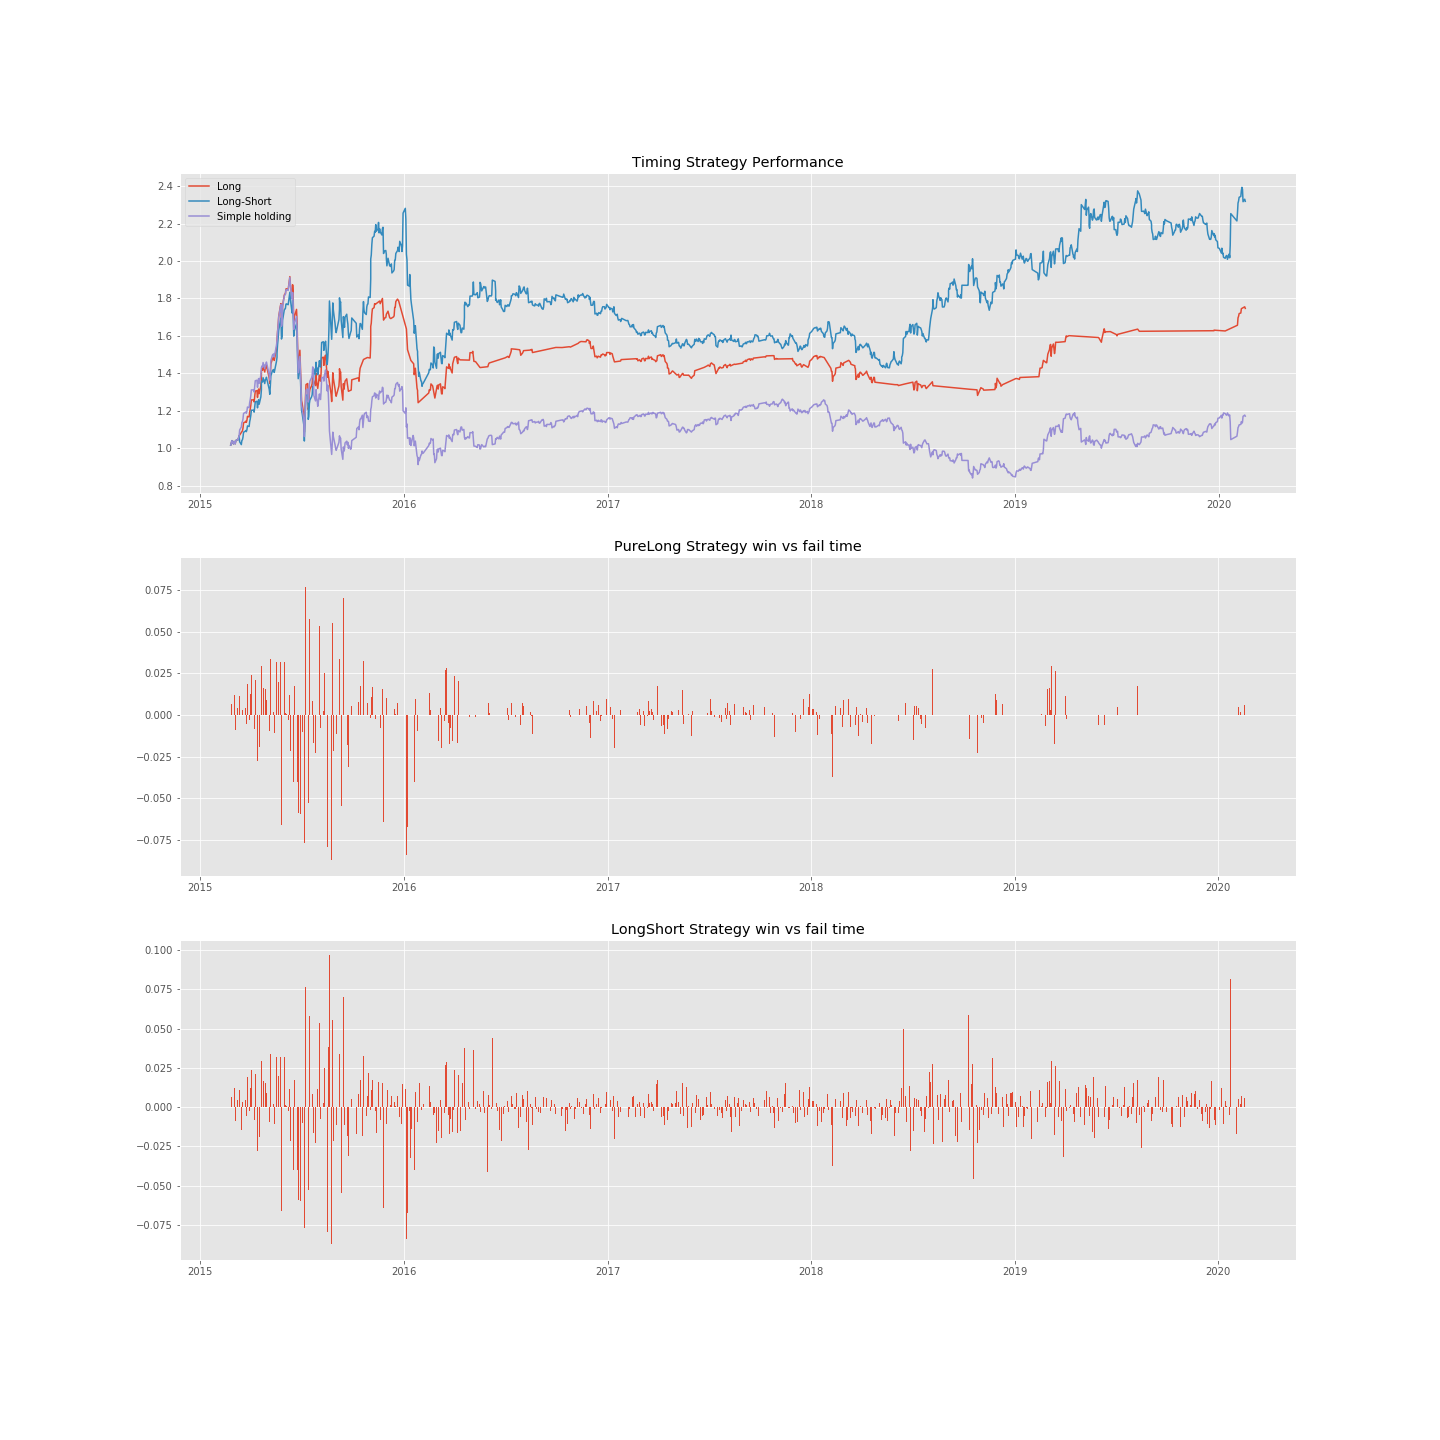 Timing Strategy Performance
Long
Long-Short
Simple holding
2.4
2.2
2.0
1.8
1.6
1.4
1.2
1.0
0.8
2015 2016 2017 2018 2019 2020
PureLong Strategy win vs fail time
0.075
0.050
0.025
0.000
−0.025
−0.050
−0.075
2015 2016 2017 2018 2019 2020
LongShort Strategy win vs fail time
0.100
0.075
0.050
0.025
0.000
−0.025
−0.050
−0.075
2015 2016 2017 2018 2019 2020